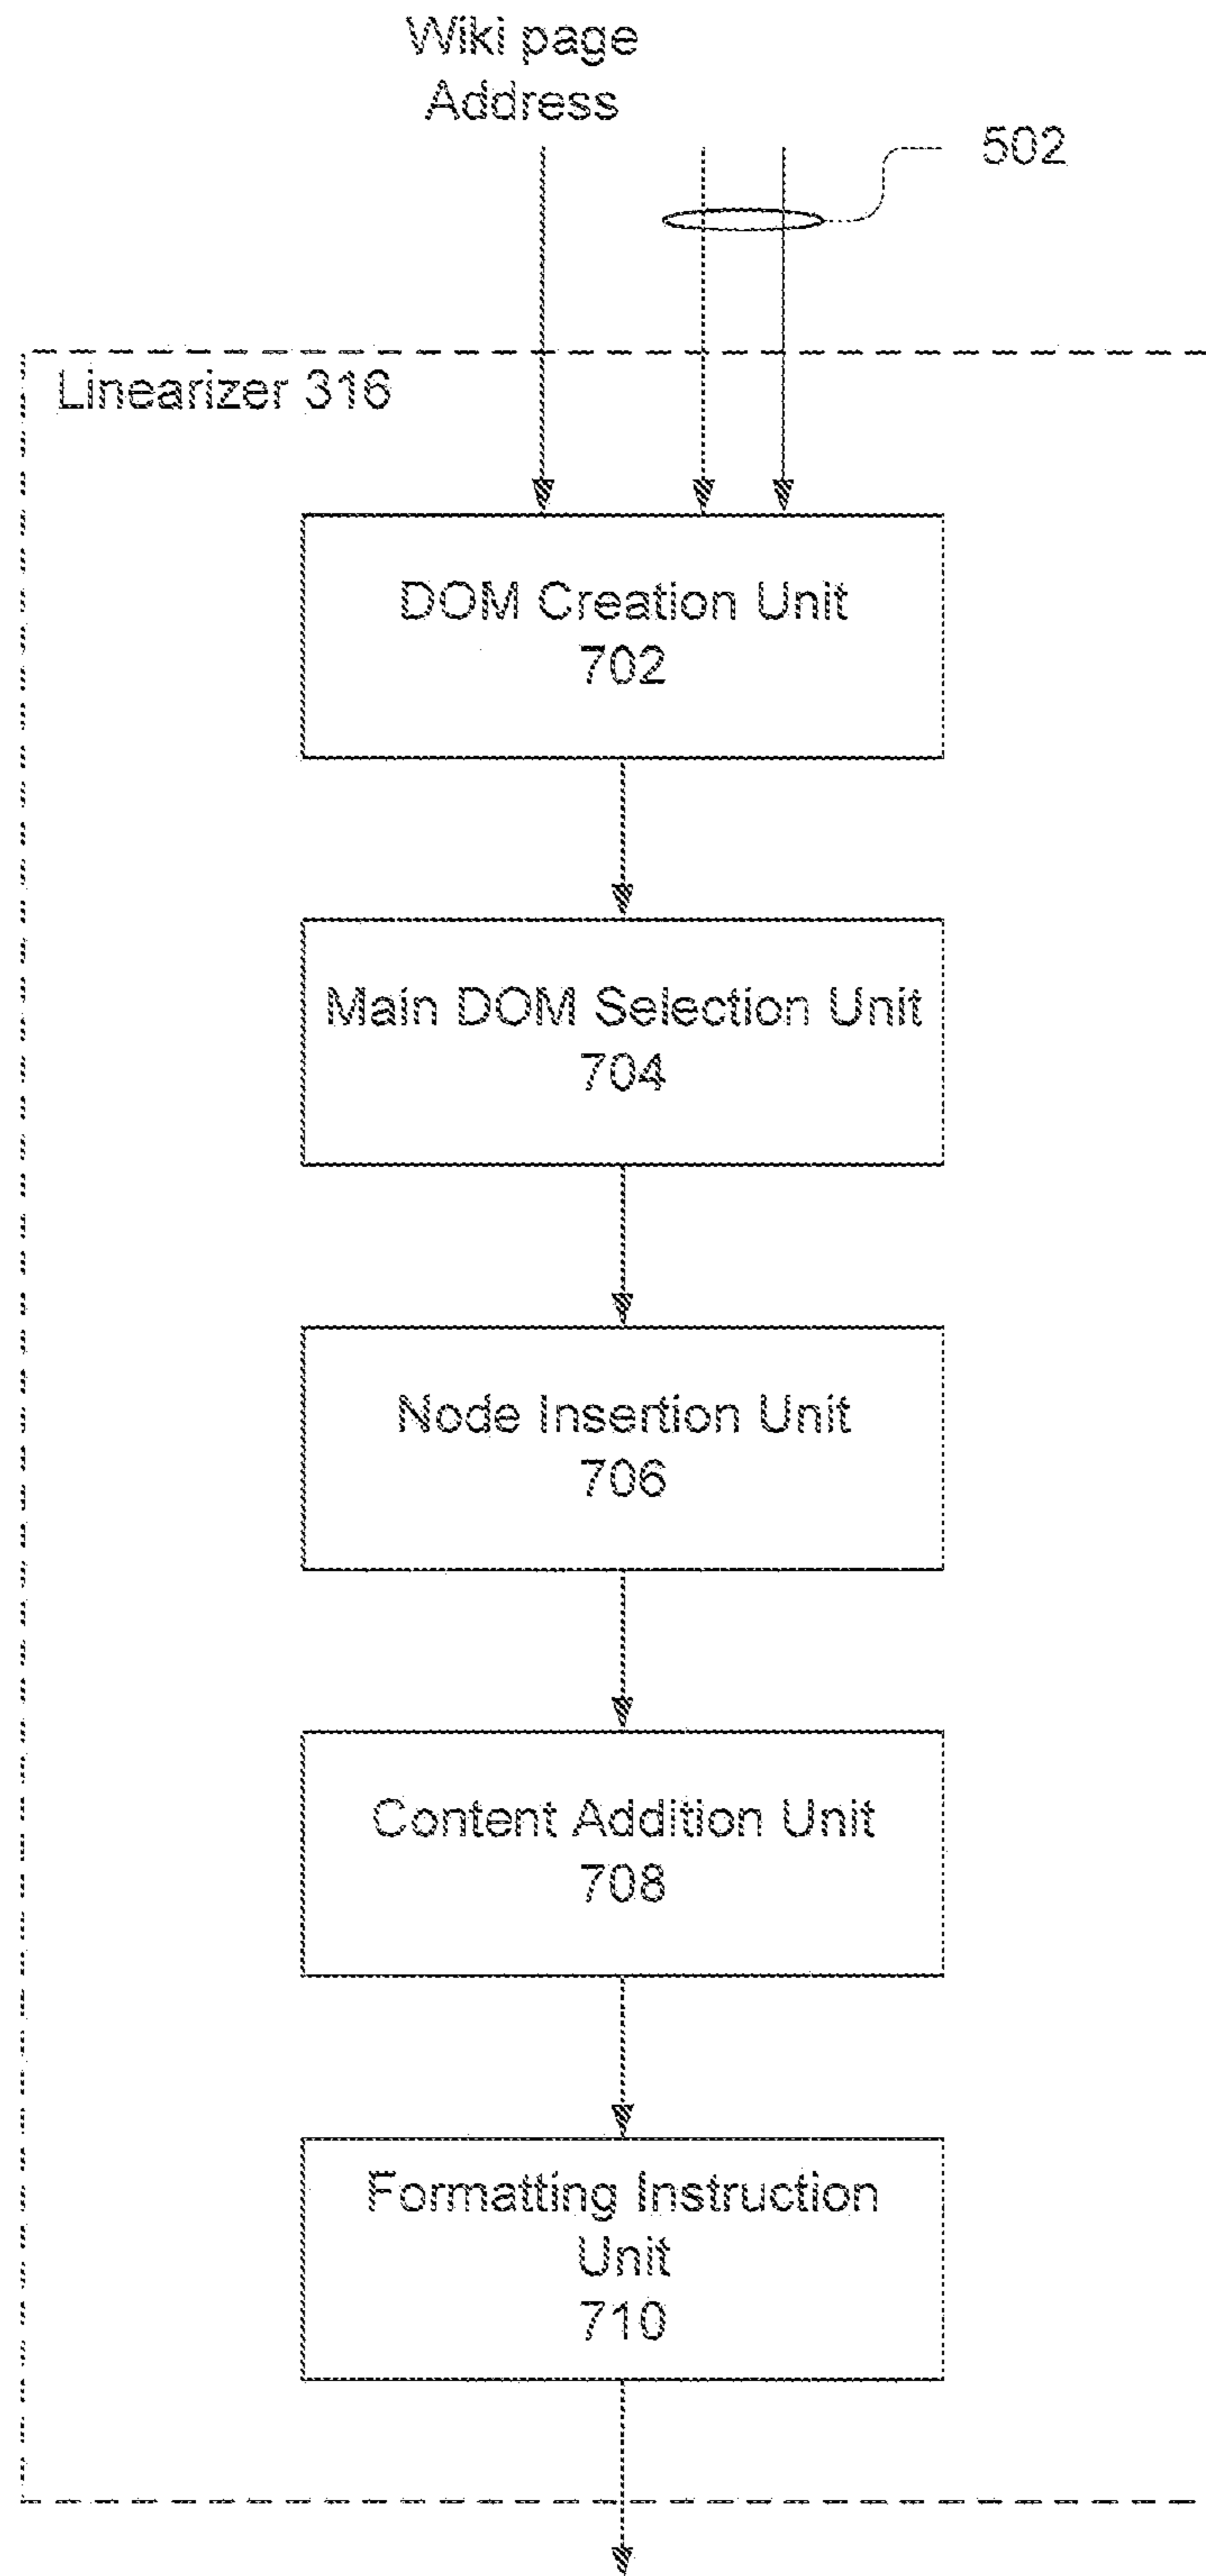 Wiki page
Address
502
Linearizer 316
DOM Creation Unit
702
Main DOM Selection Unit
704
Node Insertion Unit
706
Content Addition Unit
708
Formatting Instruction
Unit
710